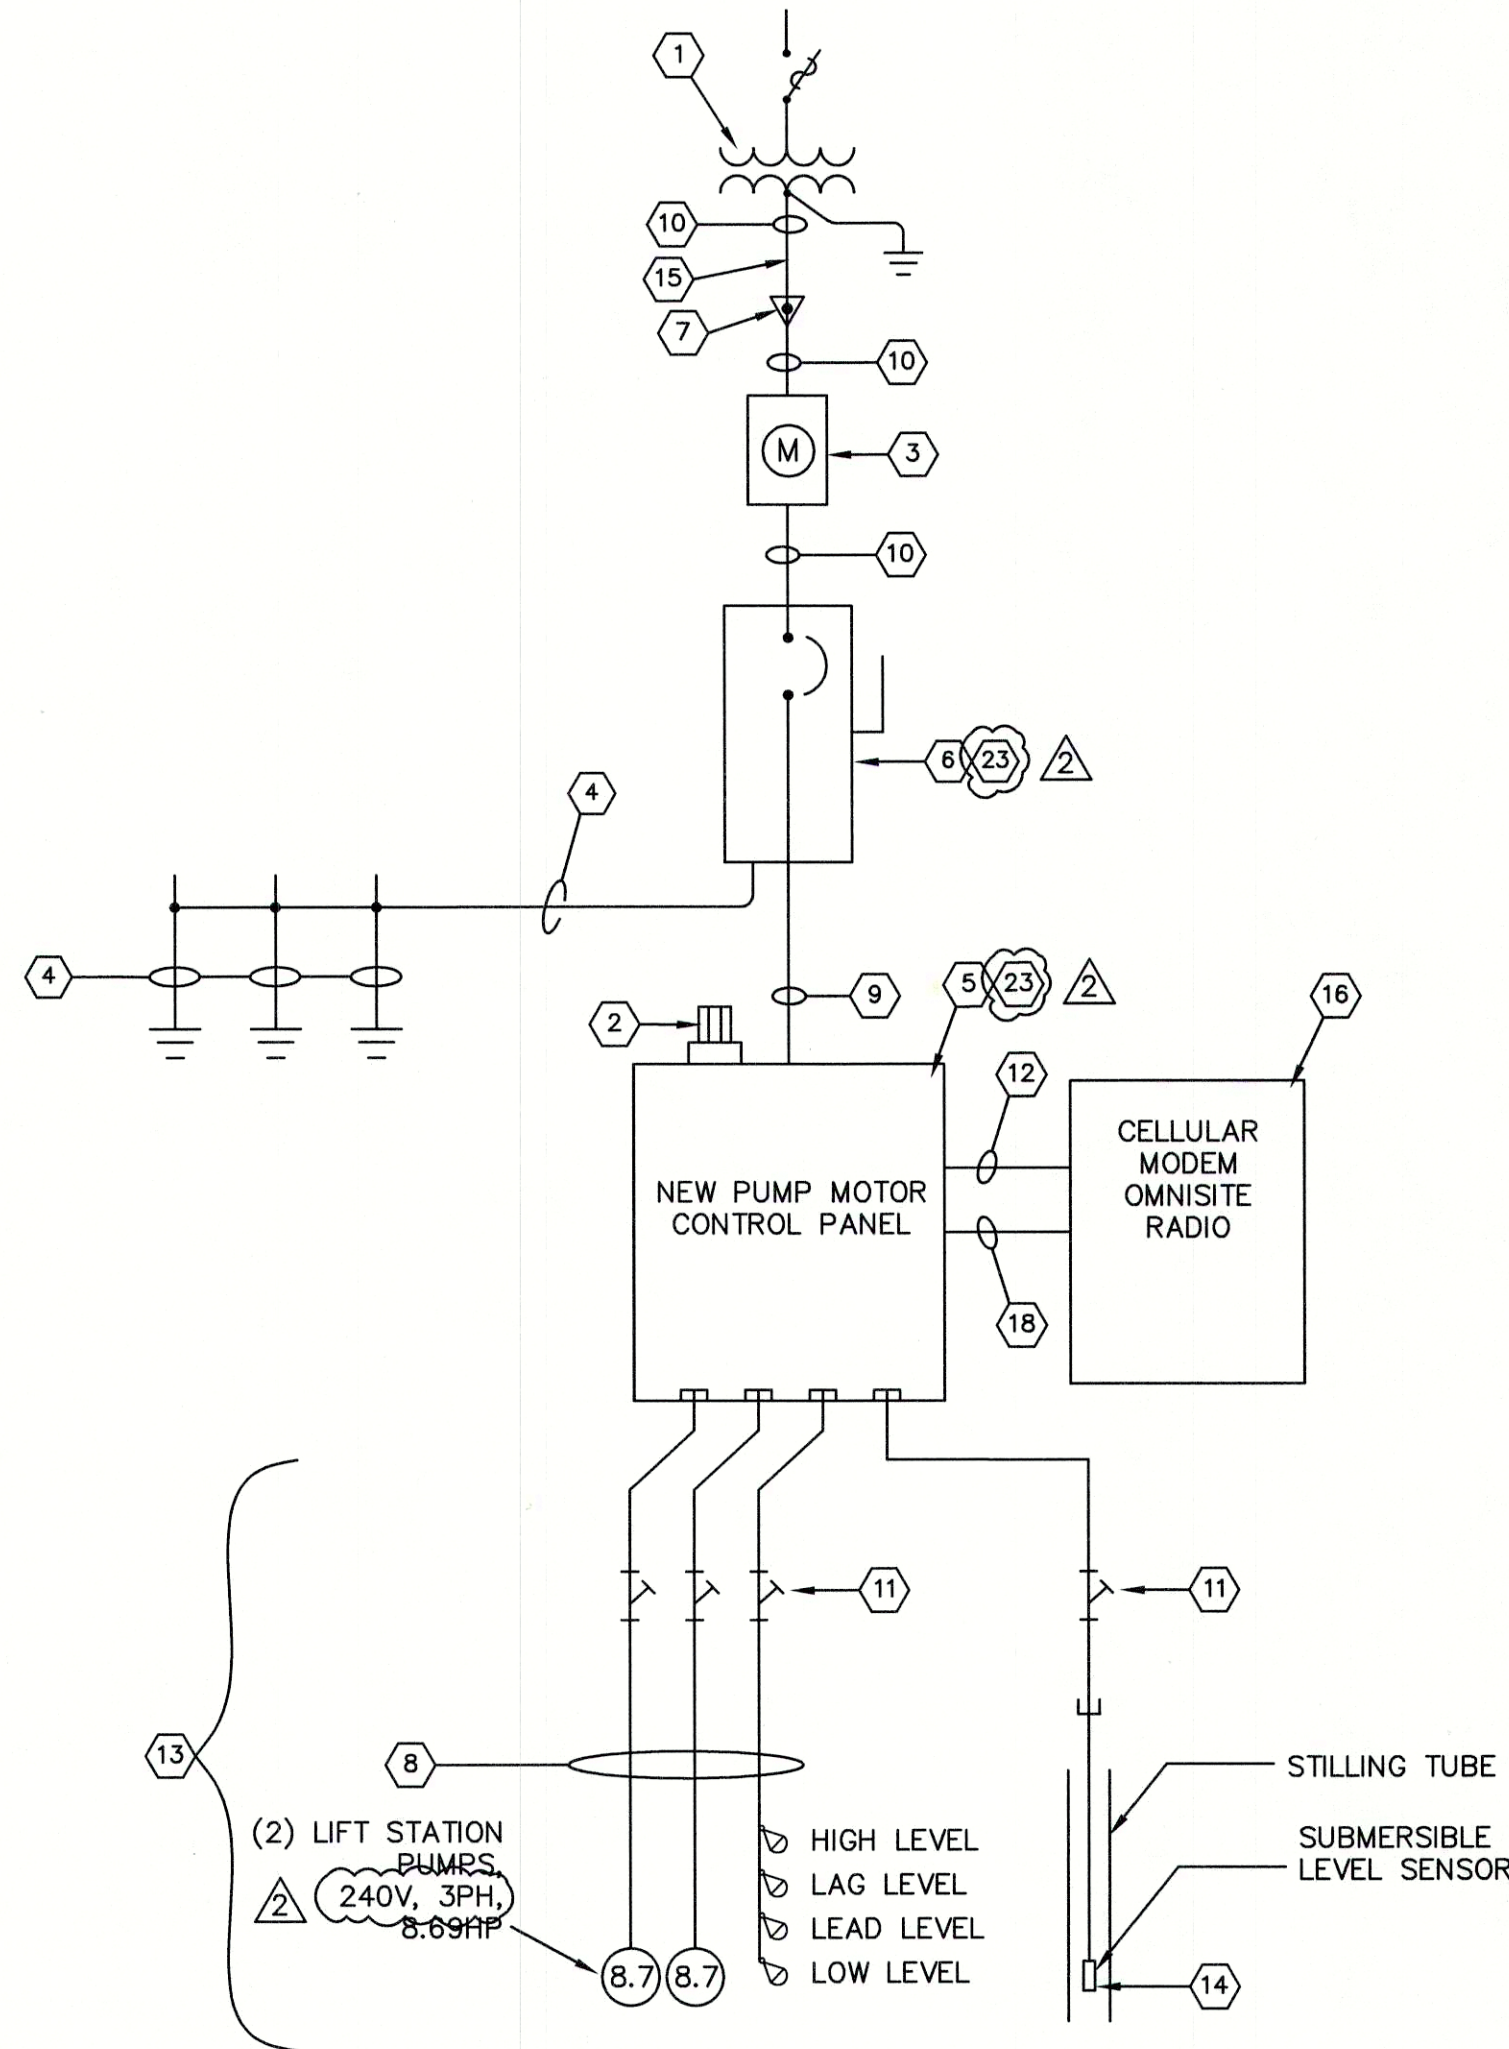 1
10
15
7
10
M
3
10
6 23 2
4
4
9
5 23 2
16
2
12
CELLULAR
MODEM
OMNISITE
RADIO
NEW PUMP MOTOR
CONTROL PANEL
18
11
11
13
8
STILLING TUBE
(2) LIFT STATION
PUMPS,
240V, 3PH,
8.69HP
2
HIGH LEVEL
LAG LEVEL
LEAD LEVEL
LOW LEVEL
SUBMERSIBLE
LEVEL SENSOR
8.7 8.7
14